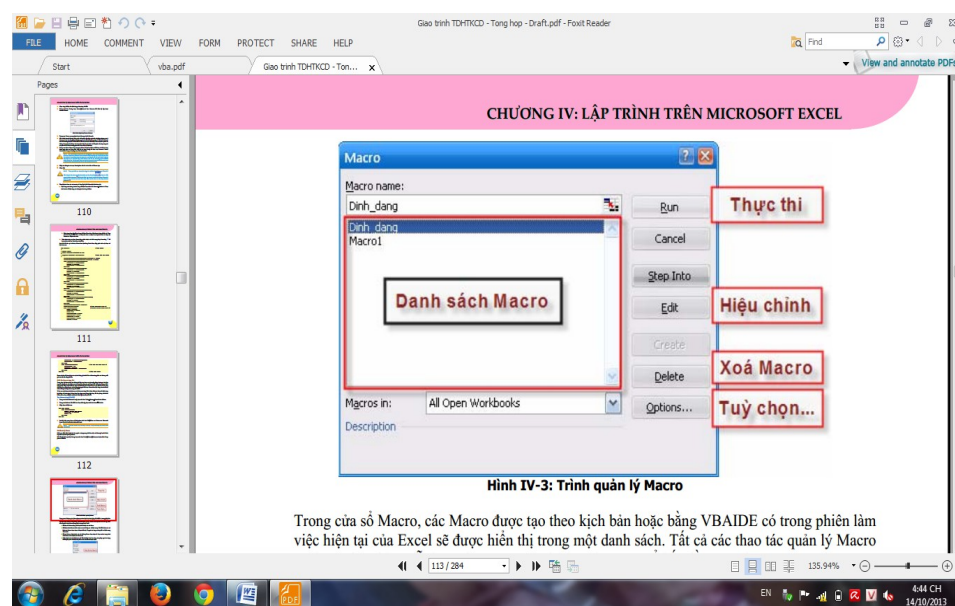 Giao trinh TDHTKCD - Tong hop - Draft.pdf - Foxit Reader
FILE HOME COMMENT VIEW FORM PROTECT SHARE HELP
Find
Start
vba.pdf
Giao trinh TDHTKCD - Ton... x
View and annotate PDFs
Pages
110
111
112
CHƯƠNG IV: LẬP TRÌNH TRÊN MICROSOFT EXCEL
Macro
Macro name:
Dinh_dang
Run
Thực thi
Dinh_dang
Macro1
Cancel
Step Into
Danh sách Macro
Edit
Hiệu chỉnh
Create
Delete
Xoá Macro
Macros in: All Open Workbooks
Options...
Tuỳ chọn...
Description
Hình IV-3: Trình quản lý Macro
Trong cửa sổ Macro, các Macro được tạo theo kịch bản hoặc bằng VBAIDE có trong phiên làm
việc hiện tại của Excel sẽ được hiển thị trong một danh sách. Tất cả các thao tác quản lý Macro
113 / 284
135.94%
PDF
EN
4:44 CH
14/10/2013